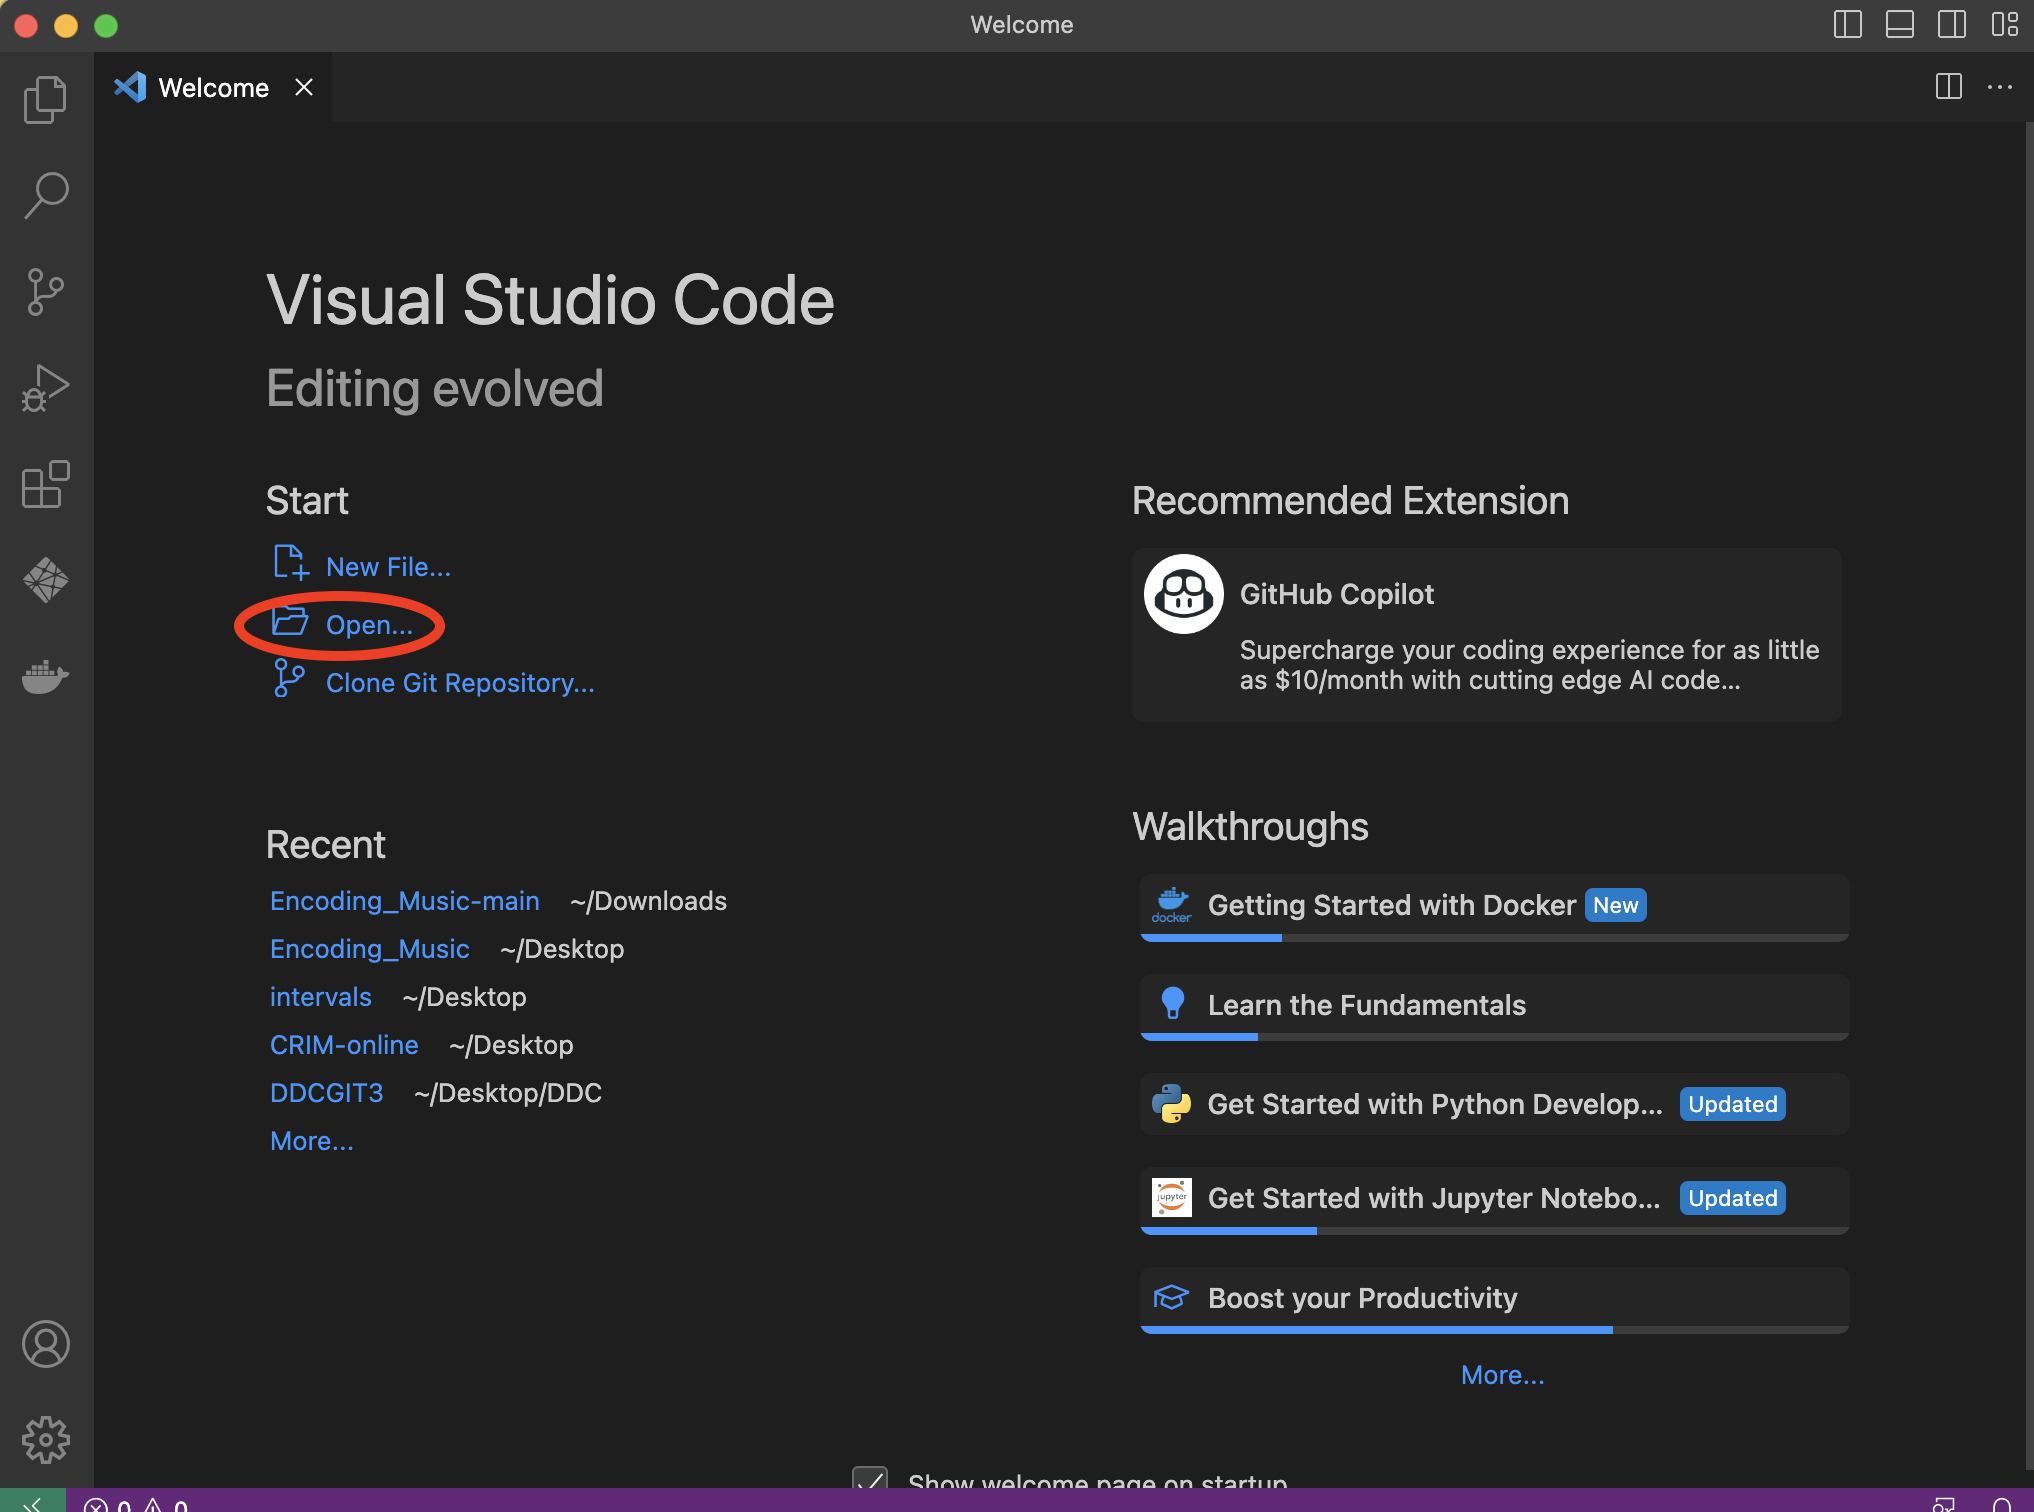 Welcome
Welcome
Visual Studio Code
Editing evolved
Start
New File...
Open...
Clone Git Repository...
Recent
Encoding_Music-main ~/Downloads
Encoding_Music ~/Desktop
intervals ~/Desktop
CRIM-online ~/Desktop
DDCGIT3 ~/Desktop/DDC
More...
Recommended Extension
GitHub Copilot
Supercharge your coding experience for as little
as $10/month with cutting edge AI code...
Walkthroughs
docker
Getting Started with Docker New
Learn the Fundamentals
Get Started with Python Develop... Updated
jupyter
Get Started with Jupyter Notebo... Updated
Boost your Productivity
More...
Show welcome page on startup
0 0